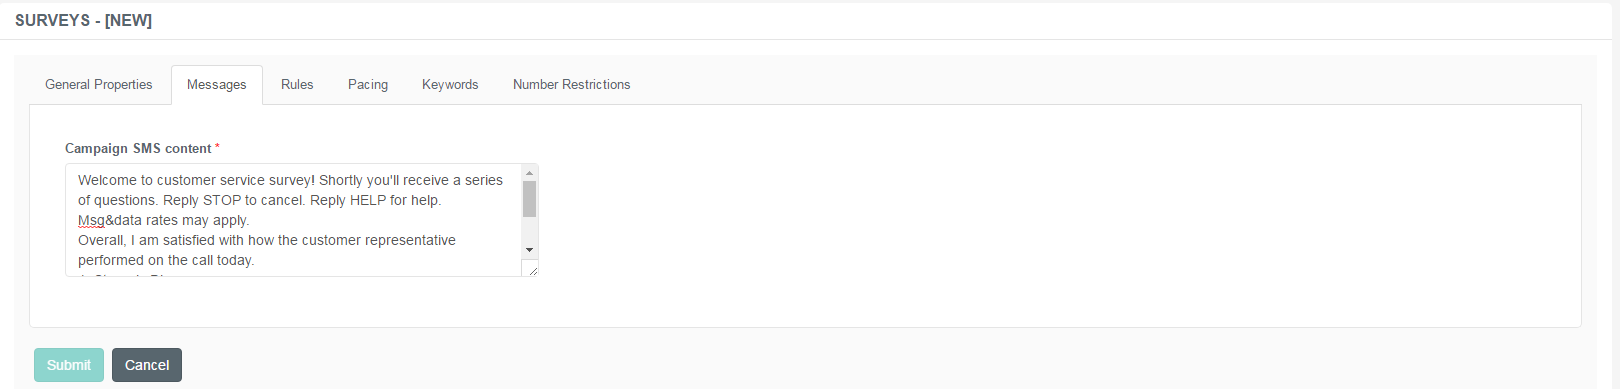 SURVEYS - [NEW]
General Properties Messages Rules Pacing Keywords Number Restrictions
Campaign SMS content *
Welcome to customer service survey! Shortly you'll receive a series
of questions. Reply STOP to cancel. Reply HELP for help.
Msg&data rates may apply.
Overall, I am satisfied with how the customer representative
performed on the call today.
Submit Cancel